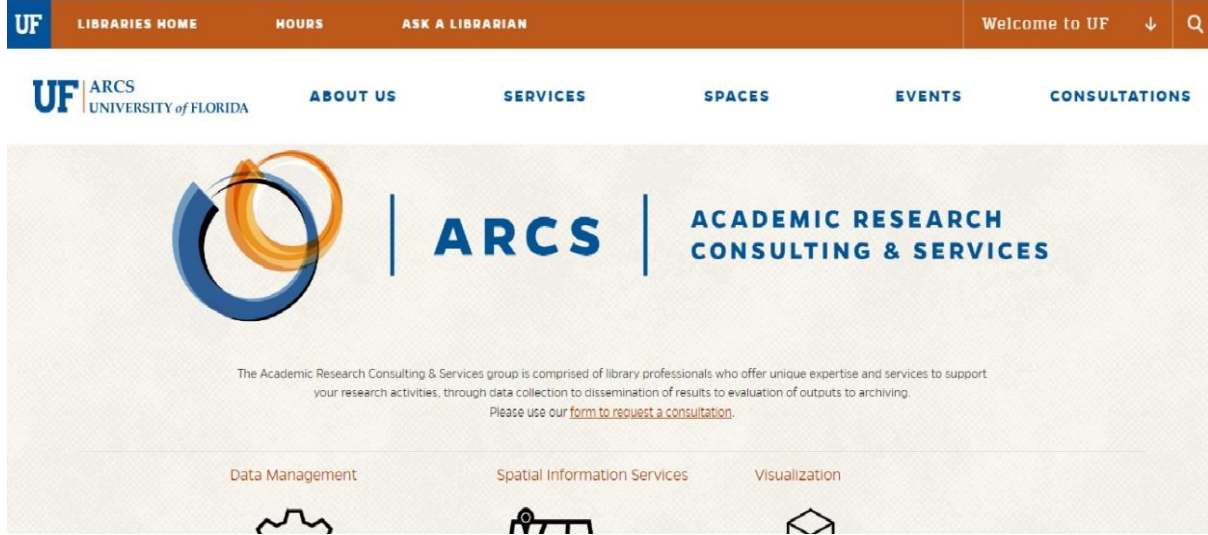 UF LIBRARIES HOME HOURS ASK A LIBRARIAN Welcome to UF
UF ARCS
UNIVERSITY of FLORIDA
ABOUT US SERVICES SPACES EVENTS CONSULTATIONS
ARCS
ACADEMIC RESEARCH
CONSULTING & SERVICES
The Academic Research Consulting & Services group is comprised of library professionals who offer unique expertise and services to support
your research activities, through data collection to dissemination of results to evaluation of outputs to archiving.
Please use our form to request a consultation.
Data Management Spatial Information Services Visualization